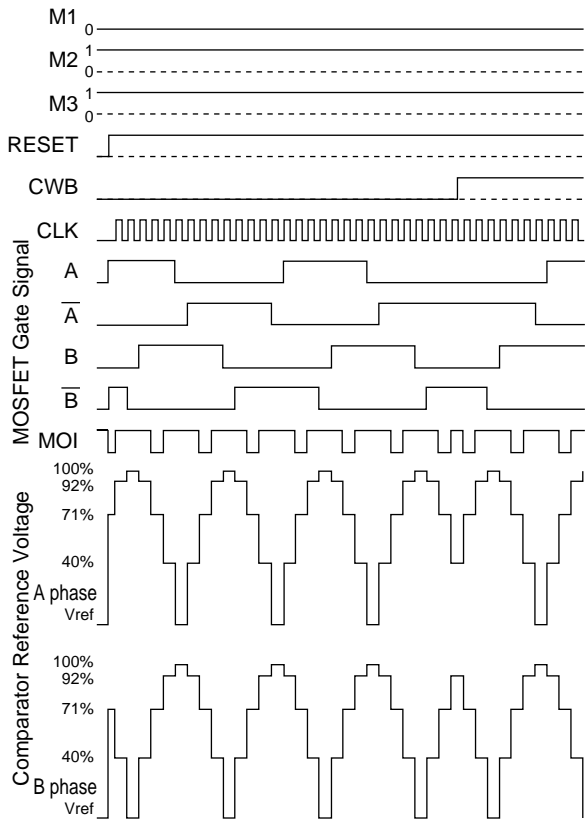 M1
0
1
M2
0
1
M3
0
RESET
CWB
CLK
MOSFET Gate Signal
A
A
B
B
MOI
Comparator Reference Voltage
100%
92%
71%
40%
A phase
Vref
100%
92%
71%
40%
B phase
Vref